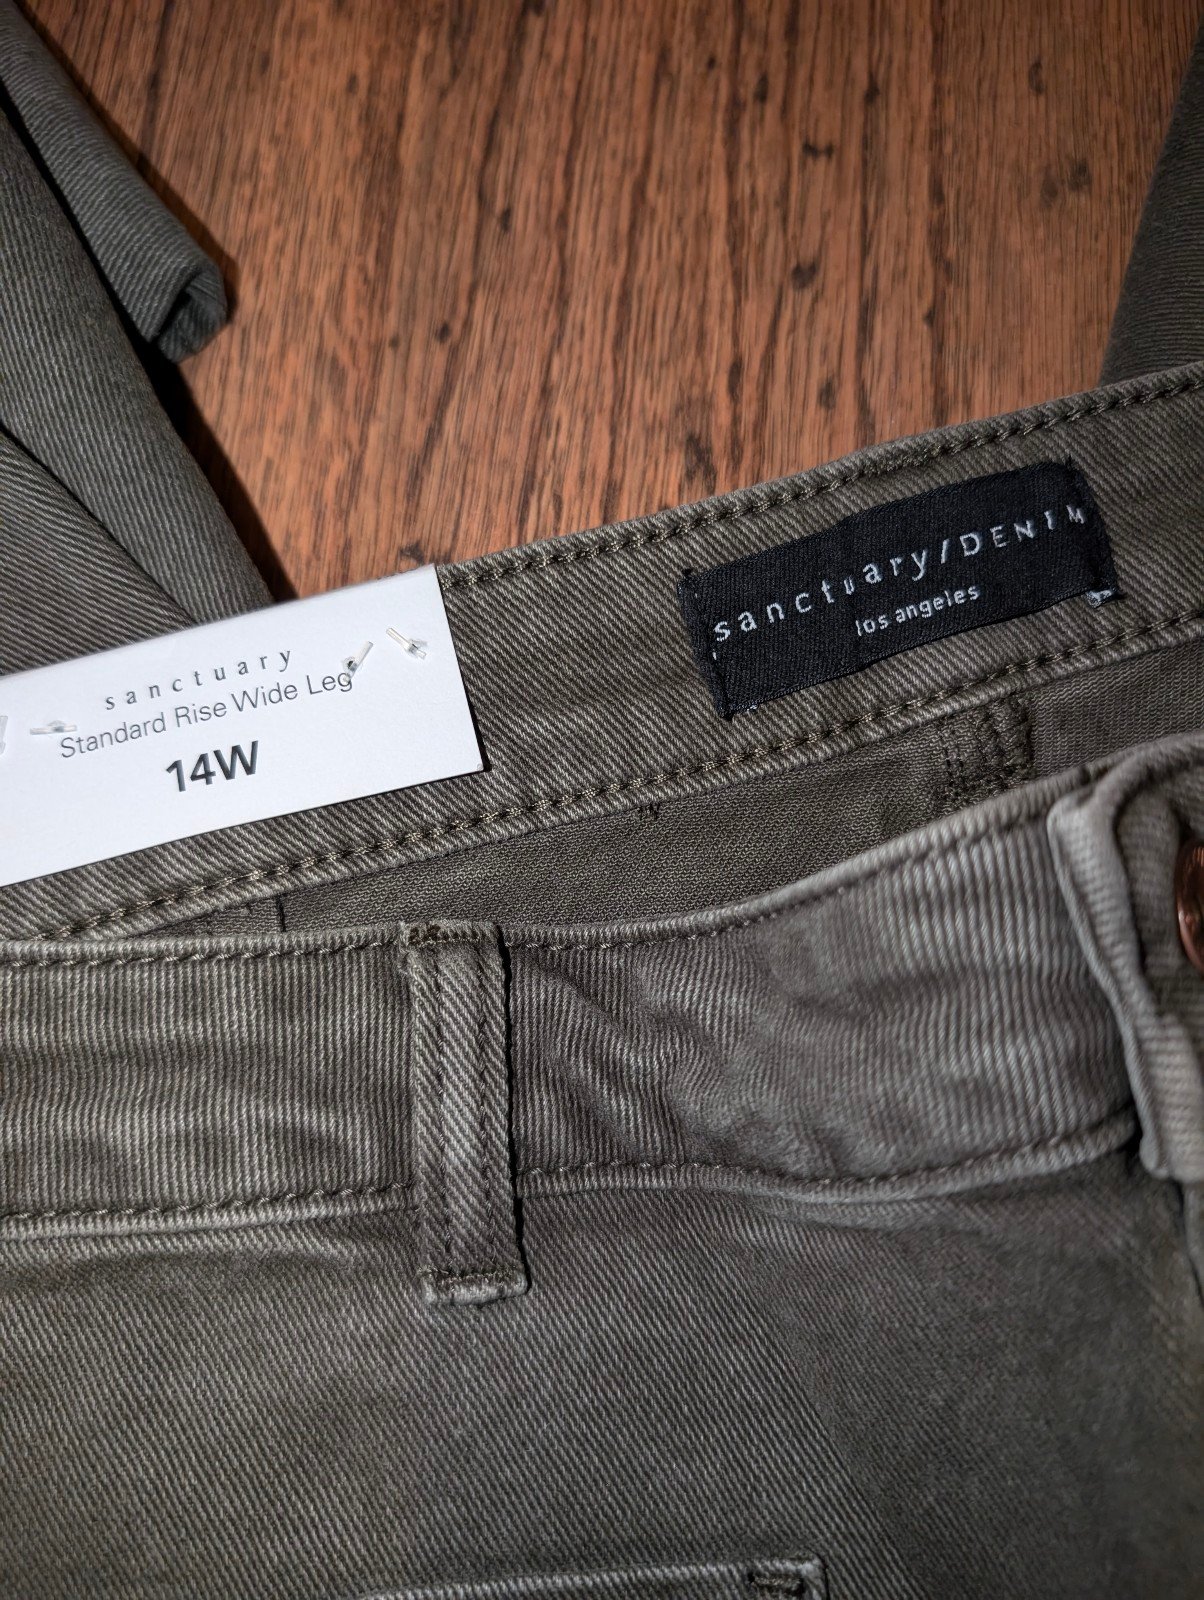 sanctuary/DENIM
los angeles
sanctuary
Standard Rise Wide Leg
14W